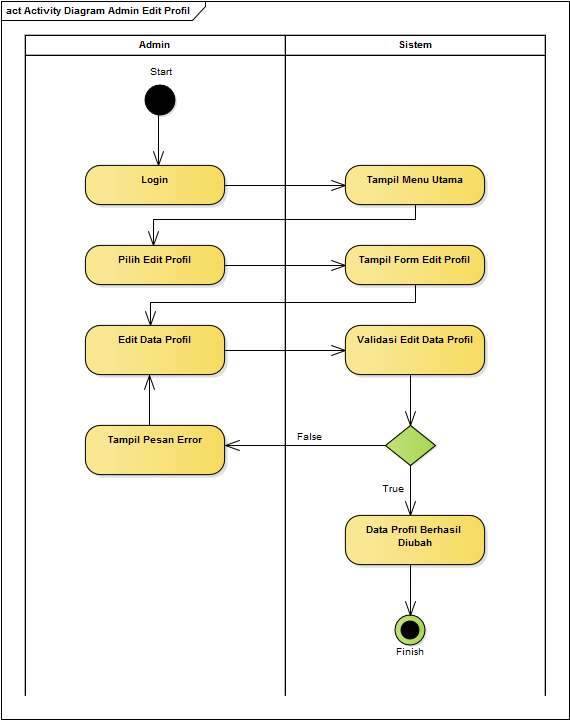 act Activity Diagram Admin Edit Profil
Admin
Sistem
Start
Login
Tampil Menu Utama
Pilih Edit Profil
Tampil Form Edit Profil
Edit Data Profil
Validasi Edit Data Profil
Tampil Pesan Error
False
True
Data Profil Berhasil
Diubah
Finish